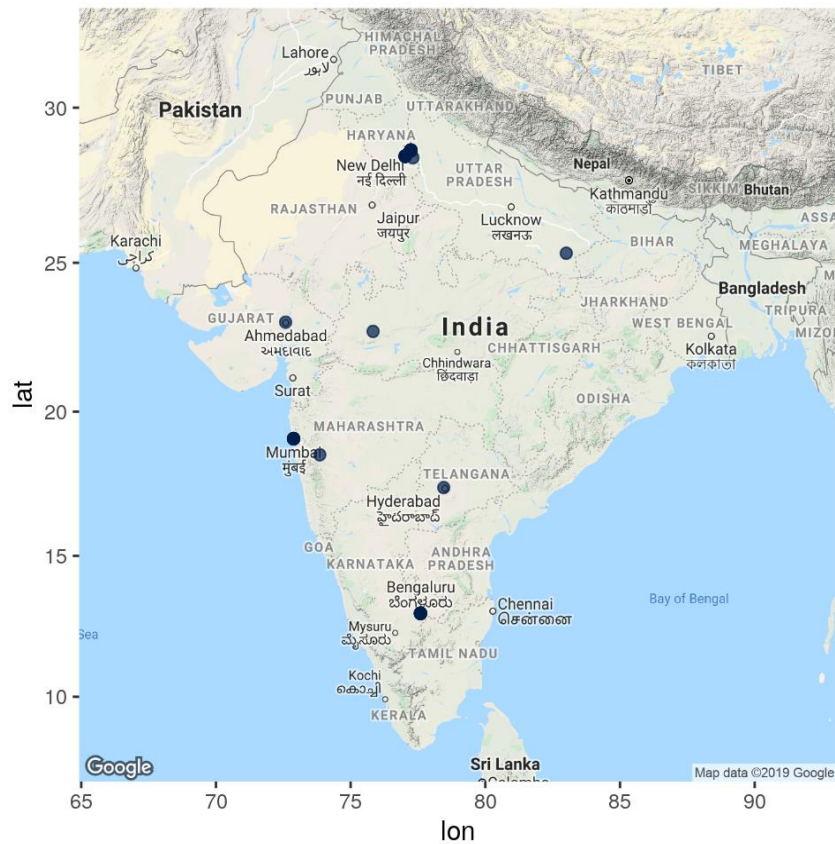 HIMACHAL
PRADESH
Lahore
لاہور
TIBET
30
Pakistan
PUNJAB
UTTARAKHAND
HARYANA
New Delhi
नई दिल्ली
UTTAR
PRADESH
Nepal
Kathmandu
काठमाडौं
SIKKIM
Bhutan
RAJASTHAN
Jaipur
जयपुर
Lucknow
लखनऊ
ASSA
Karachi
کراچی
BIHAR
MEGHALAYA
25
Bangladesh
JHARKHAND
TRIPURA
GUJARAT
Ahmedabad
અમદાવાદ
India
WEST BENGAL
MIZO
Kolkata
কলকাতা
Chhindwara
छिंदवाड़ा
CHHATTISGARH
Surat
ODISHA
lat
20
MAHARASHTRA
Mumbai
मुंबई
TELANGANA
Hyderabad
హైదరాబాద్
GOA
15
KARNATAKA
ANDHRA
PRADESH
Bengaluru
ಬೆಂಗಳೂರು
Chennai
சென்னை
Bay of Bengal
Sea
Mysuru
ಮೈಸೂರು
TAMIL NADU
Kochi
കൊച്ചി
10
KERALA
Google
Sri Lanka
Map data ©2019 Google
65
70
75
80
85
90
lon